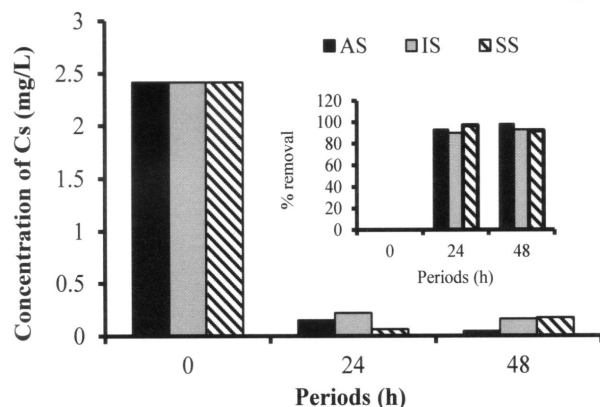 Concentration of Cs (mg/L)
3
2.5
2
1.5
1
0.5
0
0 24 48
Periods (h)
AS IS SS
% removal
120
100
80
60
40
20
0
0 24 48
Periods (h)